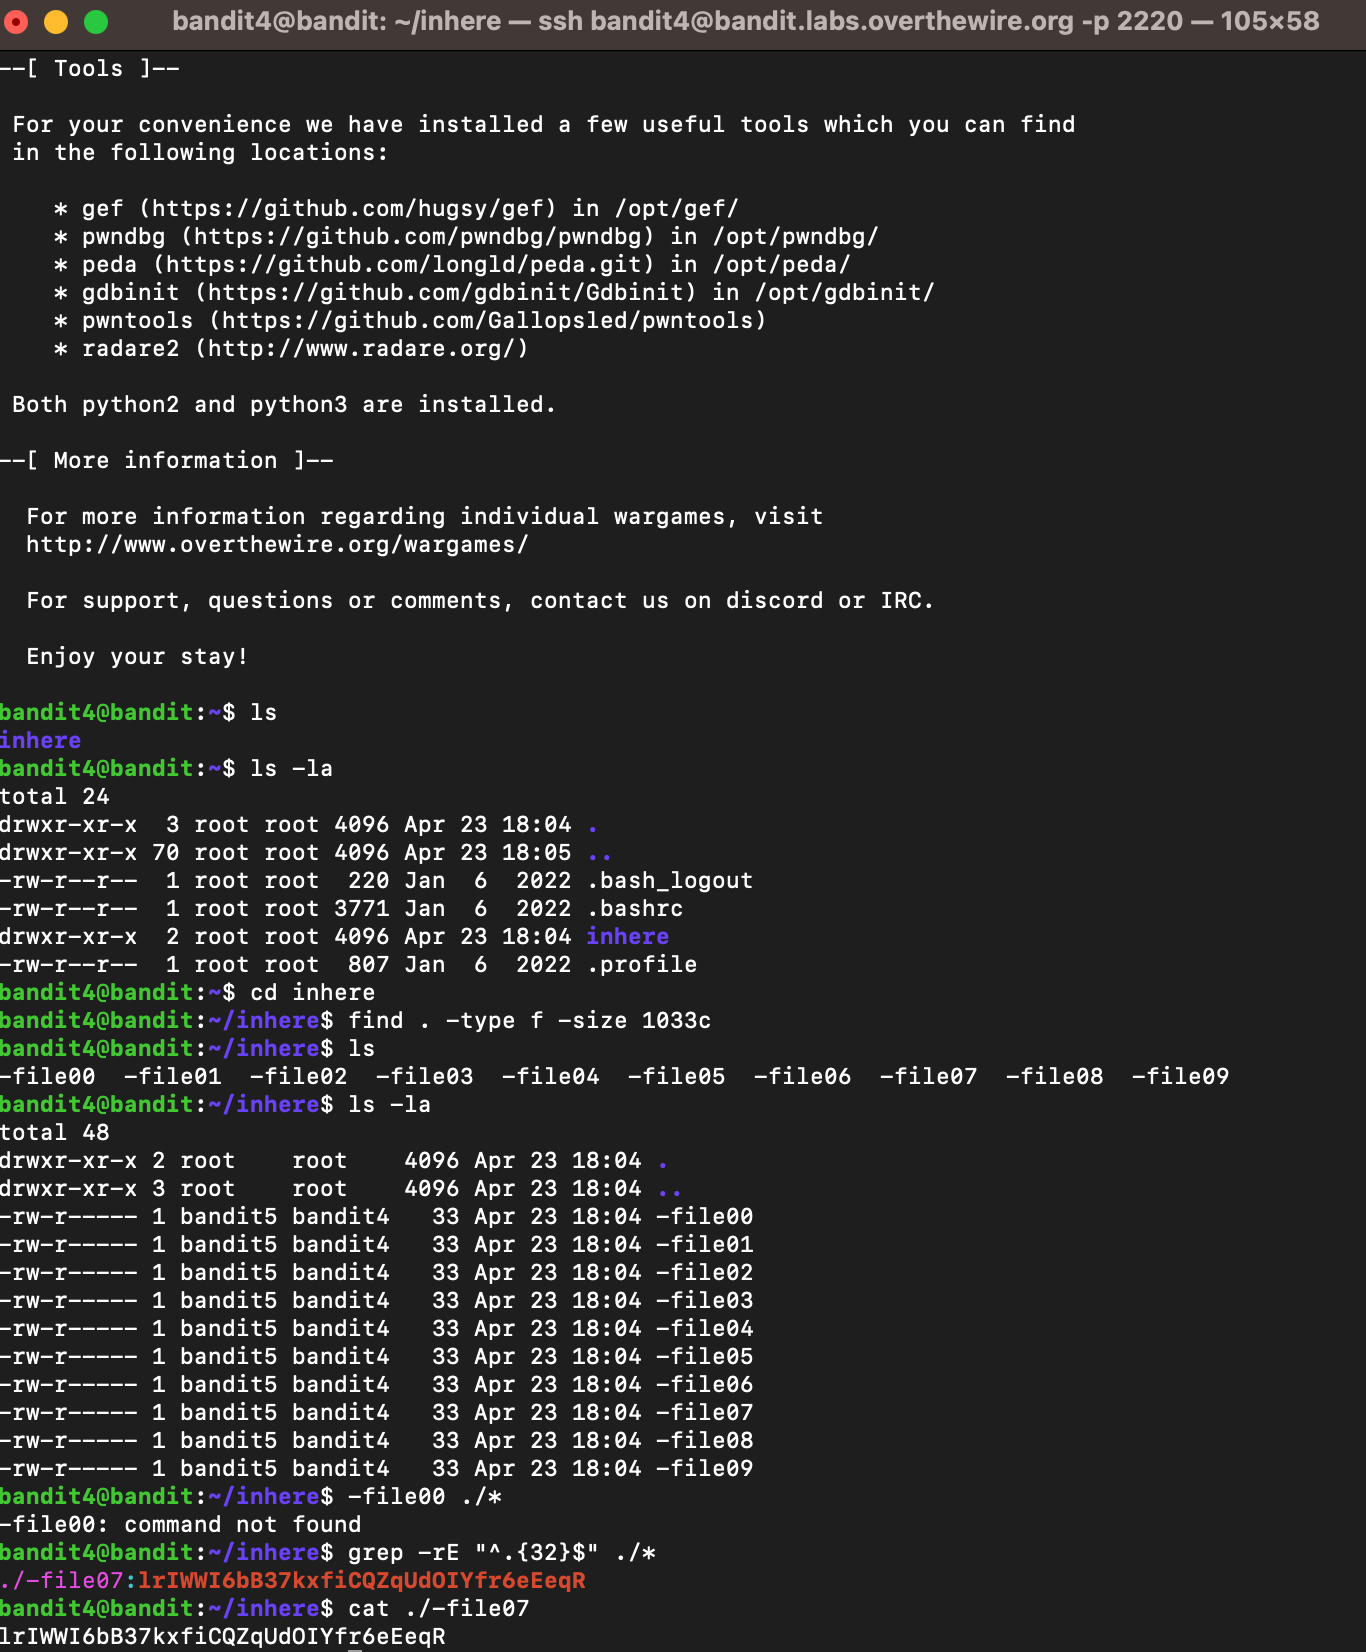 bandit4@bandit: ~/inhere — ssh bandit4@bandit.labs.overthewire.org -p 2220 — 105×58
--[ Tools ]--
For your convenience we have installed a few useful tools which you can find
in the following locations:
* gef (https://github.com/hugsy/gef) in /opt/gef/
* pwndbg (https://github.com/pwndbg/pwndbg) in /opt/pwndbg/
* peda (https://github.com/longld/peda.git) in /opt/peda/
* gdbinit (https://github.com/gdbinit/Gdbinit) in /opt/gdbinit/
* pwntools (https://github.com/Gallopsled/pwntools)
* radare2 (http://www.radare.org/)
Both python2 and python3 are installed.
--[ More information ]--
For more information regarding individual wargames, visit
http://www.overthewire.org/wargames/
For support, questions or comments, contact us on discord or IRC.
Enjoy your stay!
bandit4@bandit:~$ ls
inhere
bandit4@bandit:~$ ls -la
total 24
drwxr-xr-x  3 root root 4096 Apr 23 18:04 .
drwxr-xr-x 70 root root 4096 Apr 23 18:05 ..
-rw-r--r--  1 root root  220 Jan  6  2022 .bash_logout
-rw-r--r--  1 root root 3771 Jan  6  2022 .bashrc
drwxr-xr-x  2 root root 4096 Apr 23 18:04 inhere
-rw-r--r--  1 root root  807 Jan  6  2022 .profile
bandit4@bandit:~$ cd inhere
bandit4@bandit:~/inhere$ find . -type f -size 1033c
bandit4@bandit:~/inhere$ ls
-file00  -file01  -file02  -file03  -file04  -file05  -file06  -file07  -file08  -file09
bandit4@bandit:~/inhere$ ls -la
total 48
drwxr-xr-x 2 root    root    4096 Apr 23 18:04 .
drwxr-xr-x 3 root    root    4096 Apr 23 18:04 ..
-rw-r----- 1 bandit5 bandit4   33 Apr 23 18:04 -file00
-rw-r----- 1 bandit5 bandit4   33 Apr 23 18:04 -file01
-rw-r----- 1 bandit5 bandit4   33 Apr 23 18:04 -file02
-rw-r----- 1 bandit5 bandit4   33 Apr 23 18:04 -file03
-rw-r----- 1 bandit5 bandit4   33 Apr 23 18:04 -file04
-rw-r----- 1 bandit5 bandit4   33 Apr 23 18:04 -file05
-rw-r----- 1 bandit5 bandit4   33 Apr 23 18:04 -file06
-rw-r----- 1 bandit5 bandit4   33 Apr 23 18:04 -file07
-rw-r----- 1 bandit5 bandit4   33 Apr 23 18:04 -file08
-rw-r----- 1 bandit5 bandit4   33 Apr 23 18:04 -file09
bandit4@bandit:~/inhere$ -file00 ./*
-file00: command not found
bandit4@bandit:~/inhere$ grep -rE "^.{32}$" ./*
./-file07:lrIWWI6bB37kxfiCQZqUdOIYfr6eEeqR
bandit4@bandit:~/inhere$ cat ./-file07
lrIWWI6bB37kxfiCQZqUdOIYfr6eEeqR